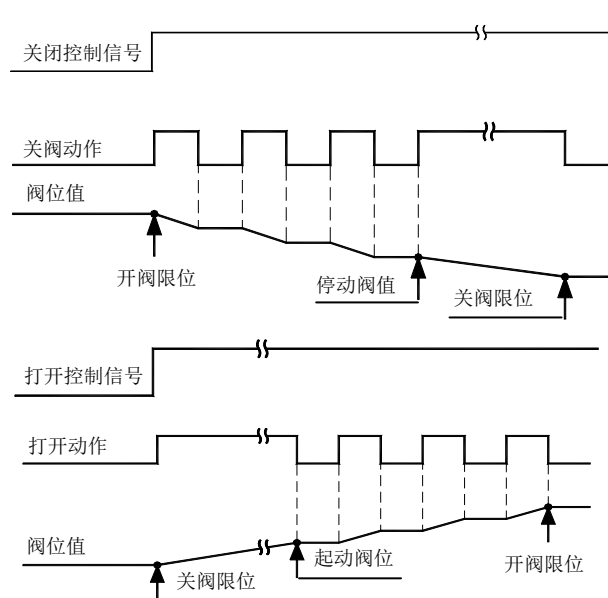 关闭控制信号
关阀动作
阀位值
开阀限位
停动阀值
关阀限位
打开控制信号
打开动作
阀位值
关阀限位
起动阀位
开阀限位